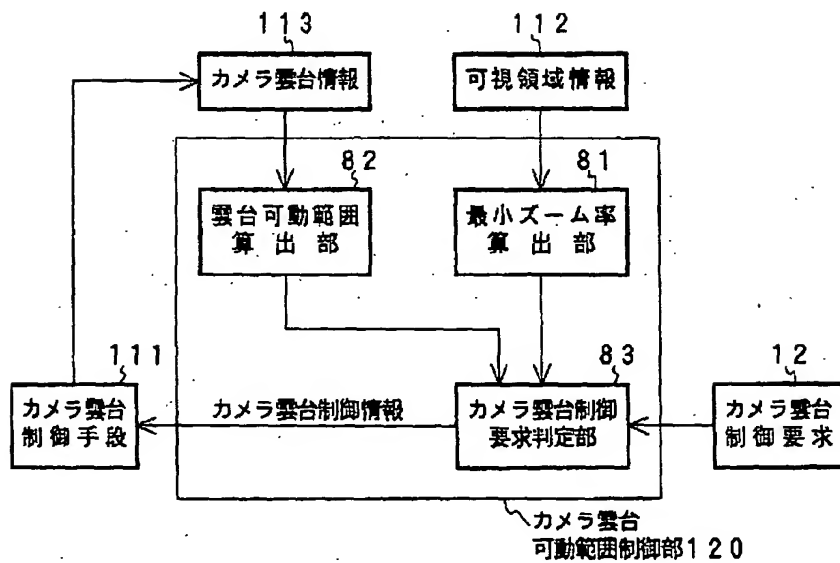 113
カメラ雲台情報
112
可視領域情報
82
雲台可動範囲
算出部
81
最小ズーム率
算出部
111
カメラ雲台
制御手段
カメラ雲台制御情報
83
カメラ雲台制御
要求判定部
12
カメラ雲台
制御要求
カメラ雲台
可動範囲制御部120